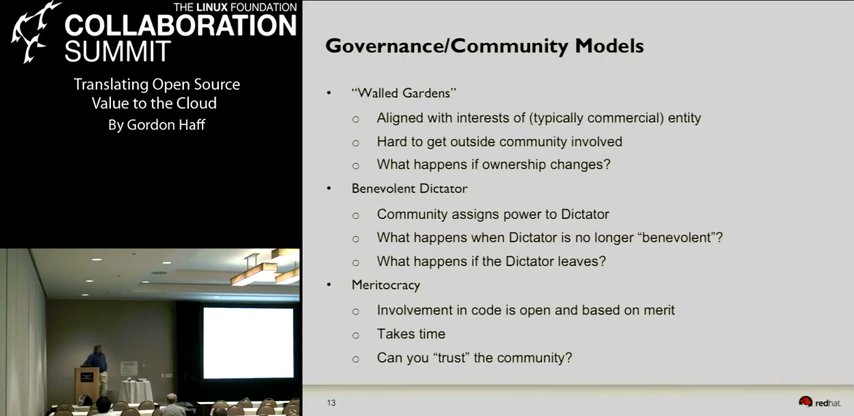 THE LINUX FOUNDATION
COLLABORATION
SUMMIT
Translating Open Source
Value to the Cloud
By Gordon Haff
Governance/Community Models
• "Walled Gardens"
o Aligned with interests of (typically commercial) entity
o Hard to get outside community involved
o What happens if ownership changes?
• Benevolent Dictator
o Community assigns power to Dictator
o What happens when Dictator is no longer "benevolent"?
o What happens if the Dictator leaves?
• Meritocracy
o Involvement in code is open and based on merit
o Takes time
o Can you "trust" the community?
13
redhat.